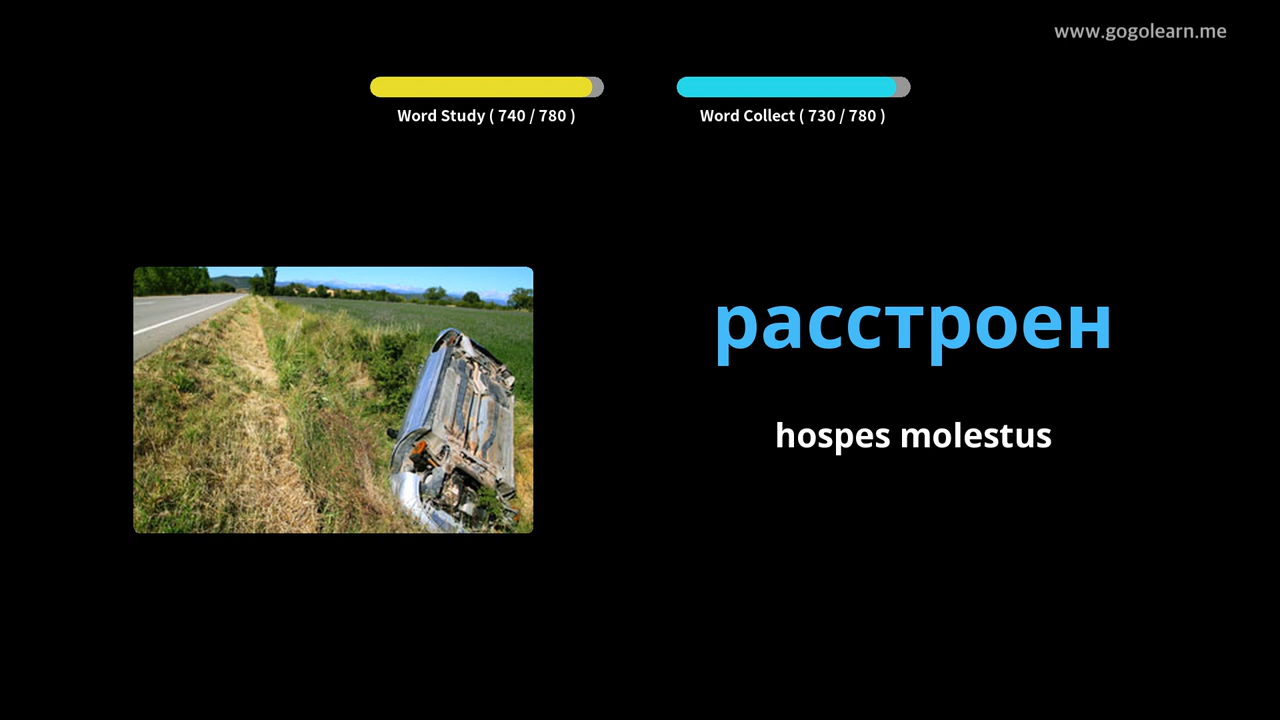 www.gogolearn.me
Word Study ( 740 / 780 )
Word Collect ( 730 / 780 )
расстроен
hospes molestus